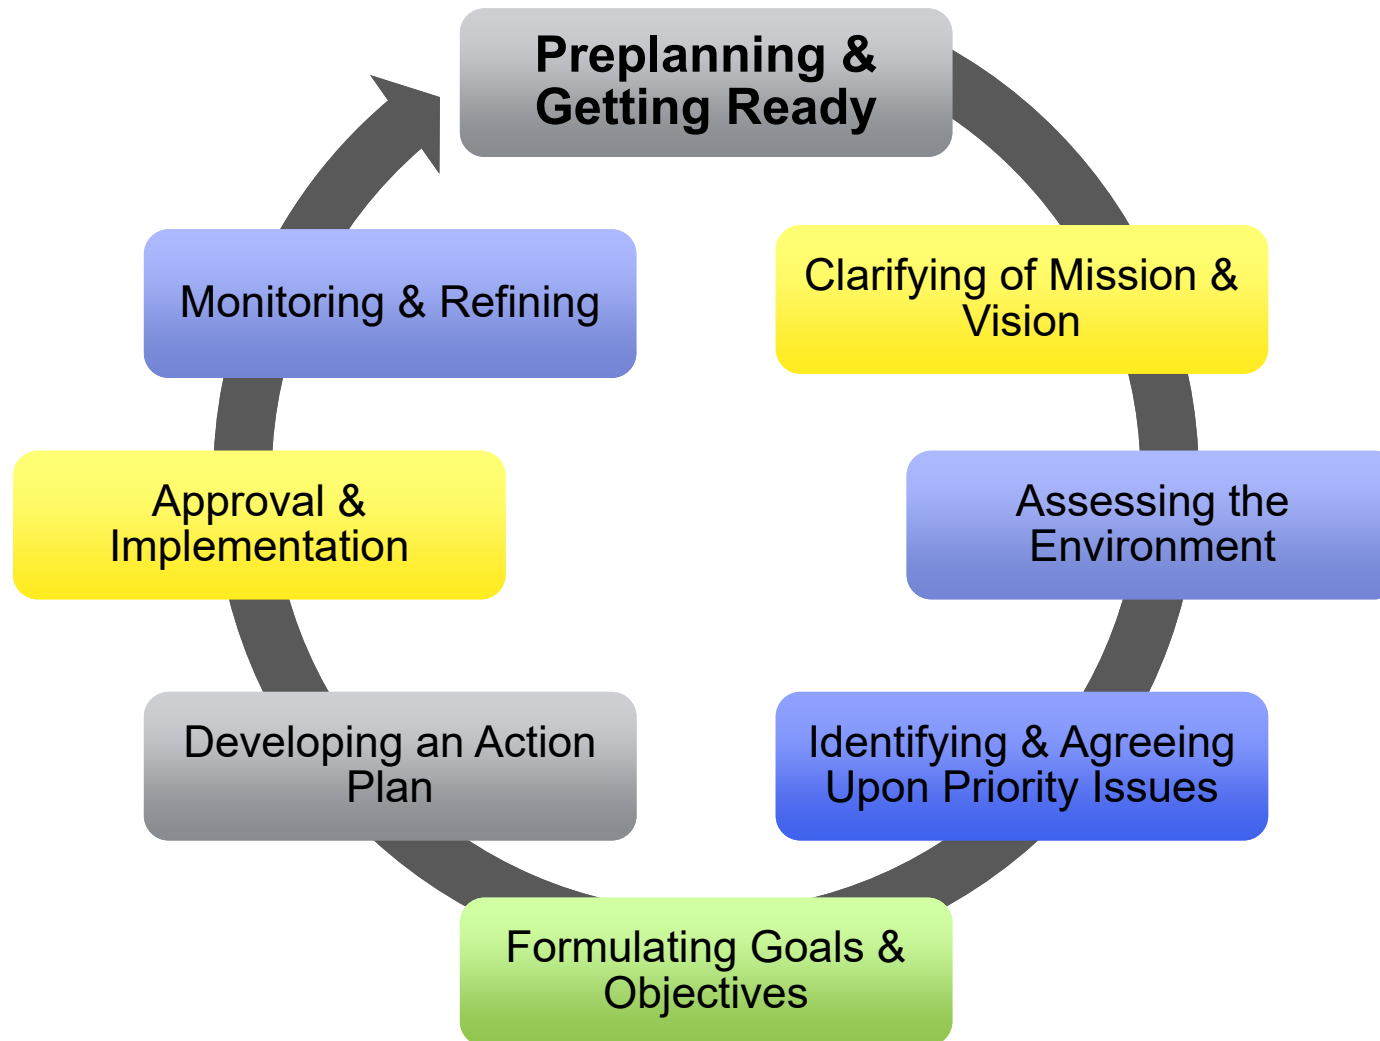 Preplanning &
Getting Ready
Clarifying of Mission &
Vision
Assessing the
Environment
Identifying & Agreeing
Upon Priority Issues
Formulating Goals &
Objectives
Developing an Action
Plan
Approval &
Implementation
Monitoring & Refining